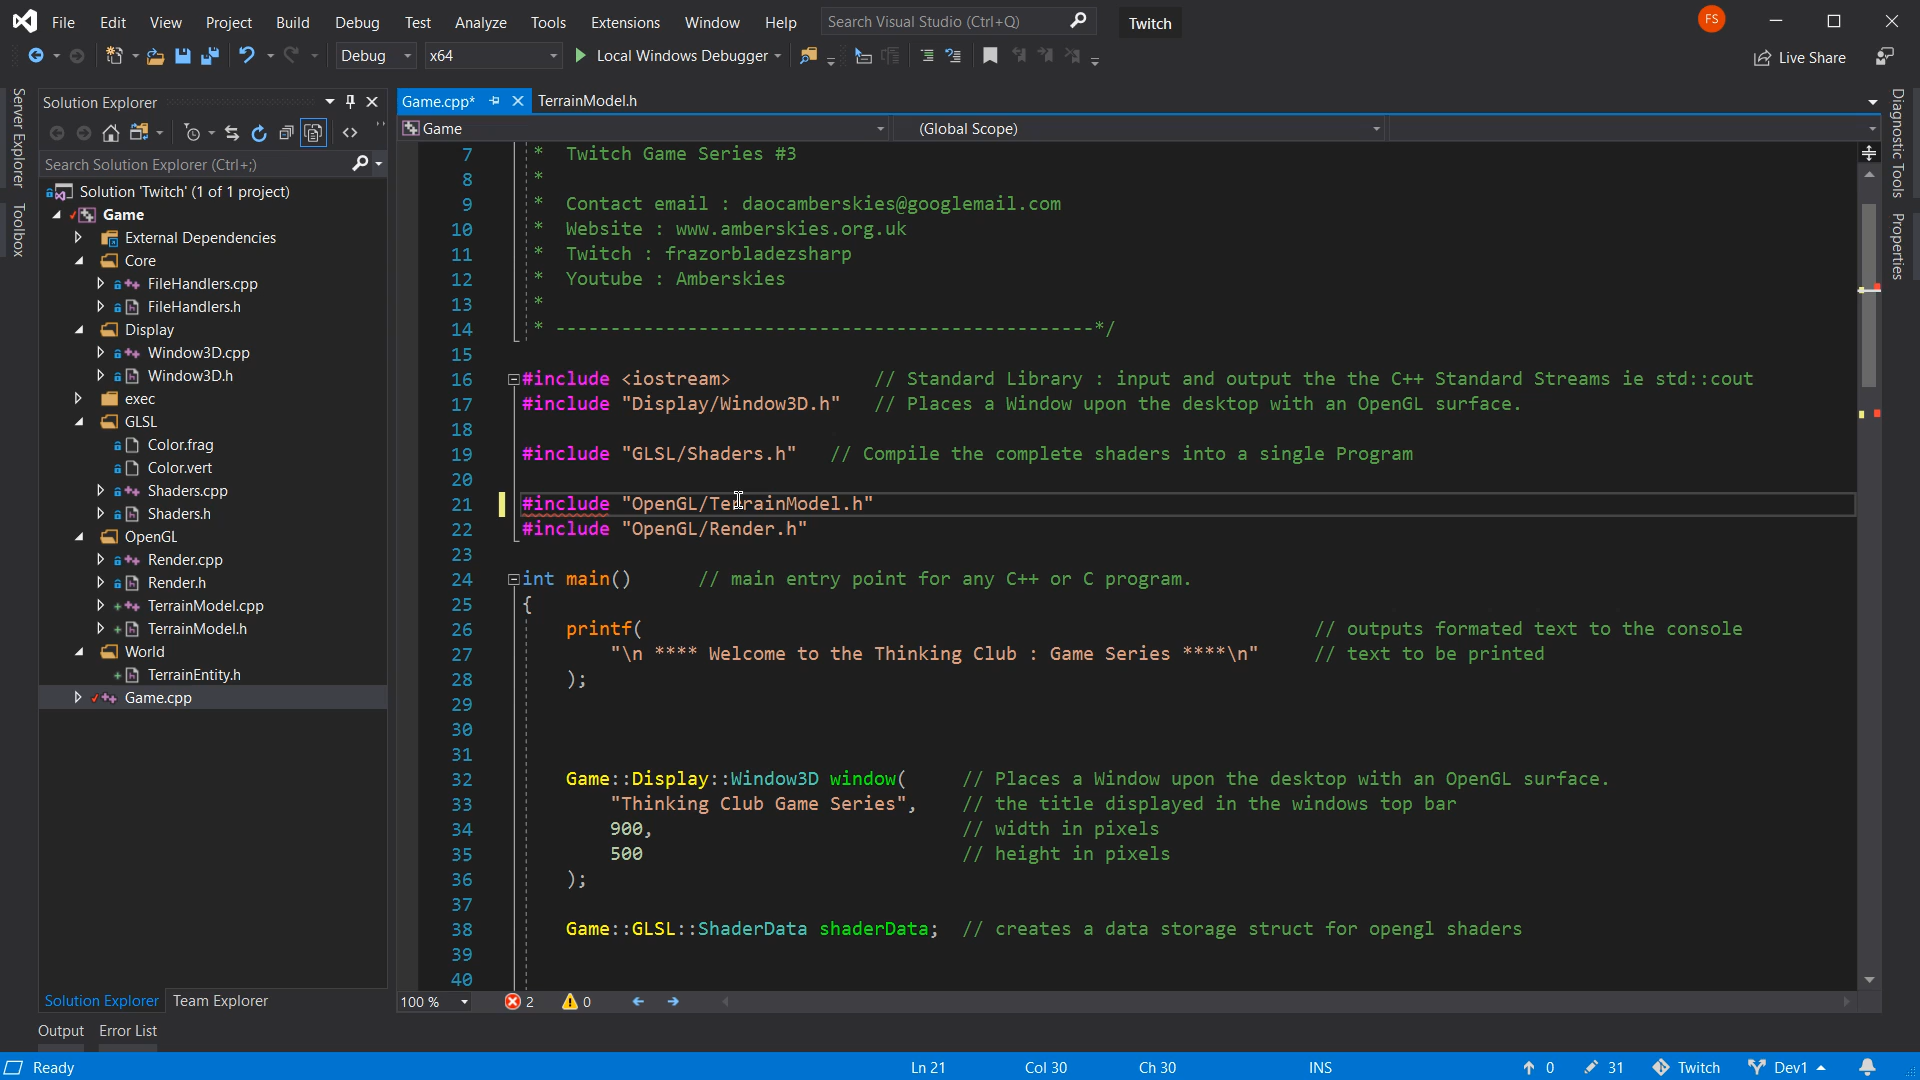 File Edit View Project Build Debug Test Analyze Tools Extensions Window Help Search Visual Studio (Ctrl+Q) Twitch FS
Debug x64 Local Windows Debugger Live Share
Server Explorer
Toolbox
Solution Explorer
Search Solution Explorer (Ctrl+;)
Solution 'Twitch' (1 of 1 project)
Game
External Dependencies
Core
FileHandlers.cpp
FileHandlers.h
Display
Window3D.cpp
Window3D.h
exec
GLSL
Color.frag
Color.vert
Shaders.cpp
Shaders.h
OpenGL
Render.cpp
Render.h
TerrainModel.cpp
TerrainModel.h
World
TerrainEntity.h
Game.cpp
Solution Explorer Team Explorer
Game.cpp* TerrainModel.h
Game (Global Scope)
7 * Twitch Game Series #3
8 *
9 * Contact email : daocamberskies@googlemail.com
10 * Website : www.amberskies.org.uk
11 * Twitch : frazorbladezsharp
12 * Youtube : Amberskies
13 *
14 * -------------------------------------------------*/
15
16 #include <iostream> // Standard Library : input and output the the C++ Standard Streams ie std::cout
17 #include "Display/Window3D.h" // Places a Window upon the desktop with an OpenGL surface.
18
19 #include "GLSL/Shaders.h" // Compile the complete shaders into a single Program
20
21 #include "OpenGL/TerrainModel.h"
22 #include "OpenGL/Render.h"
23
24 int main() // main entry point for any C++ or C program.
25 {
26 printf( // outputs formated text to the console
27 "\n **** Welcome to the Thinking Club : Game Series ****\n" // text to be printed
28 );
29
30
31
32 Game::Display::Window3D window( // Places a Window upon the desktop with an OpenGL surface.
33 "Thinking Club Game Series", // the title displayed in the windows top bar
34 900, // width in pixels
35 500 // height in pixels
36 );
37
38 Game::GLSL::ShaderData shaderData; // creates a data storage struct for opengl shaders
39
40
100 % 2 0
Diagnostic Tools
Properties
Output Error List
Ready Ln 21 Col 30 Ch 30 INS 0 31 Twitch Dev1